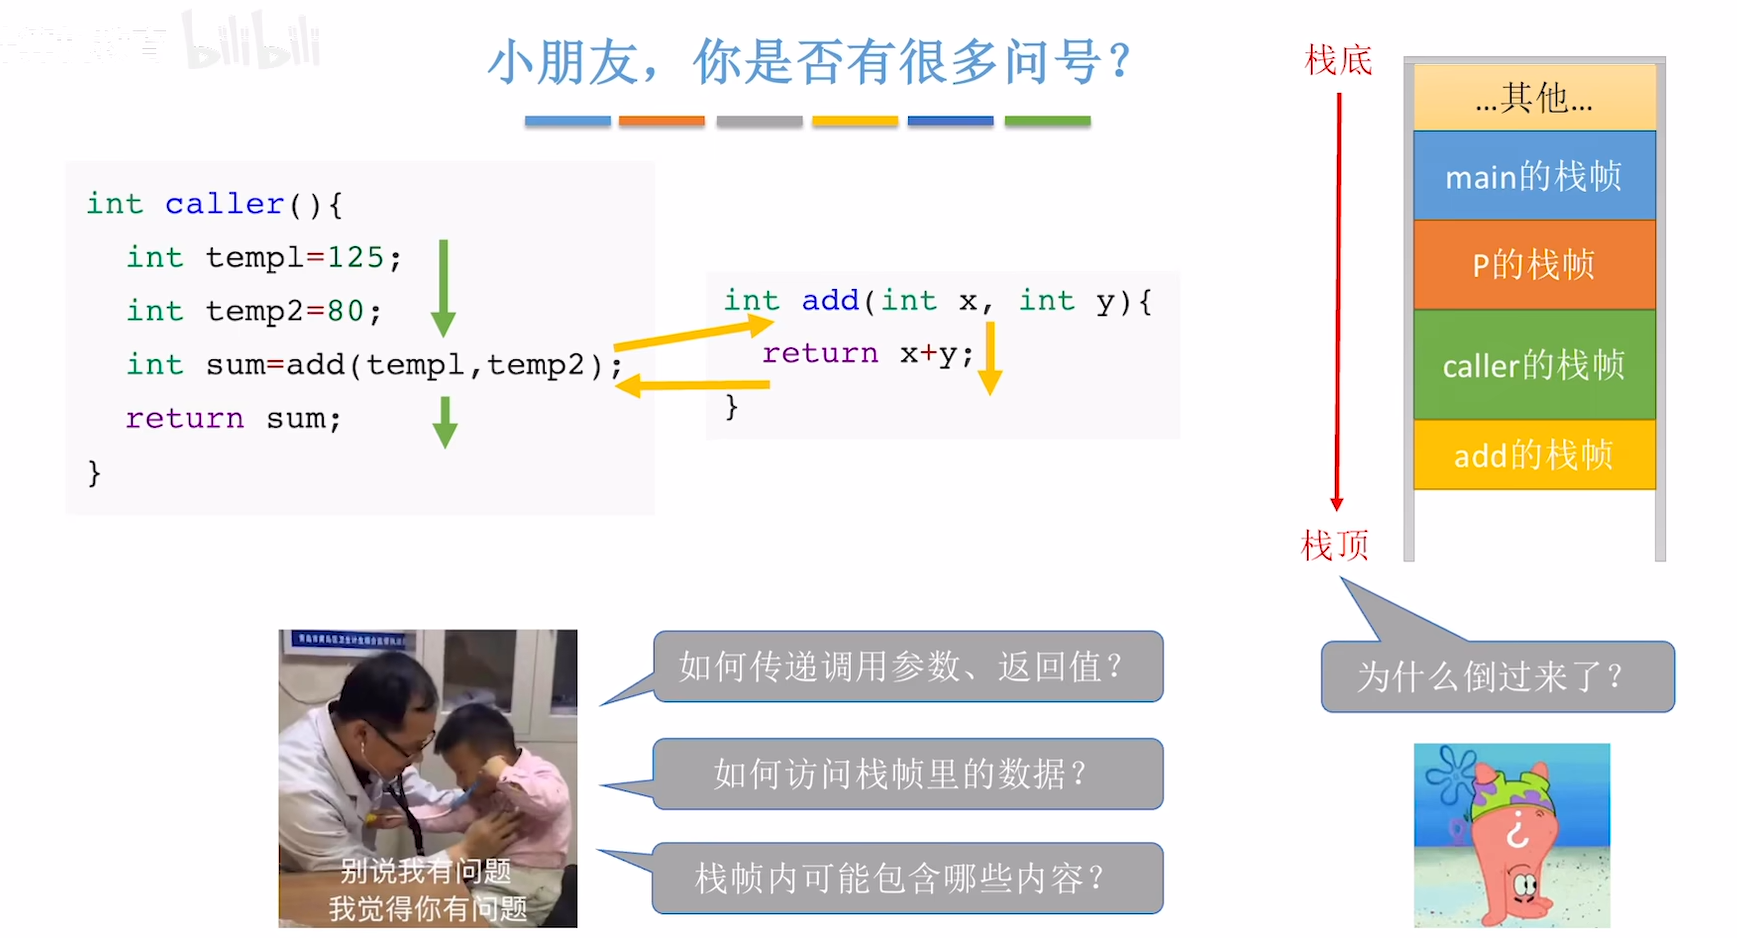 bilibili
小朋友，你是否有很多问号？
int caller(){
int temp1=125;
int temp2=80;
int sum=add(temp1,temp2);
return sum;
}
int add(int x, int y){
return x+y;
}
栈底
栈顶
…其他…
main的栈帧
P的栈帧
caller的栈帧
add的栈帧
为什么倒过来了？
如何传递调用参数、返回值？
如何访问栈帧里的数据？
栈帧内可能包含哪些内容？
别说我有问题
我觉得你有问题
¿